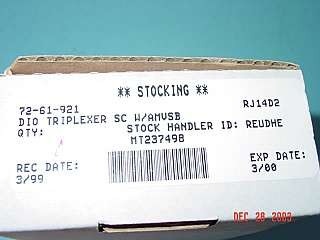 ** STOCKING **
72-61-921 RJ14D2
DIO TRIPLEXER SC W/AMVSB
QTY: STOCK HANDLER ID: REUDHE
MT237498
REC DATE: EXP DATE:
3/99 3/00
DEC 28 2003